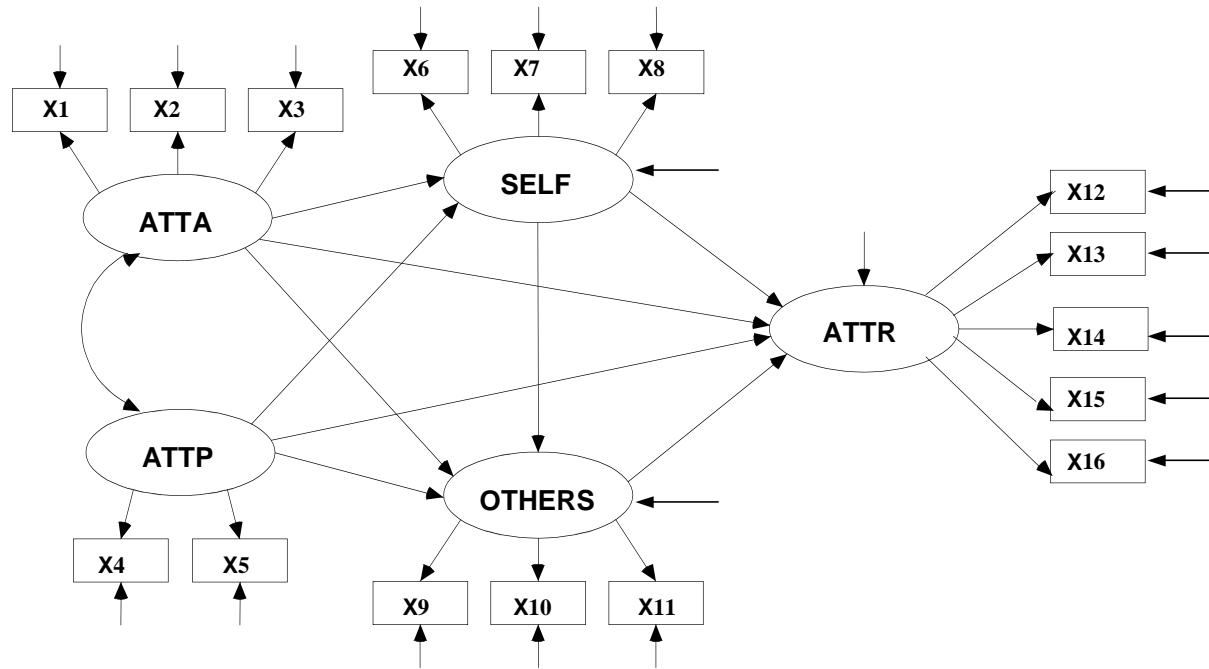 X6
X7
X8
X1
X2
X3
SELF
ATTA
X12
X13
ATTR
X14
X15
ATTP
X16
OTHERS
X4
X5
X9
X10
X11